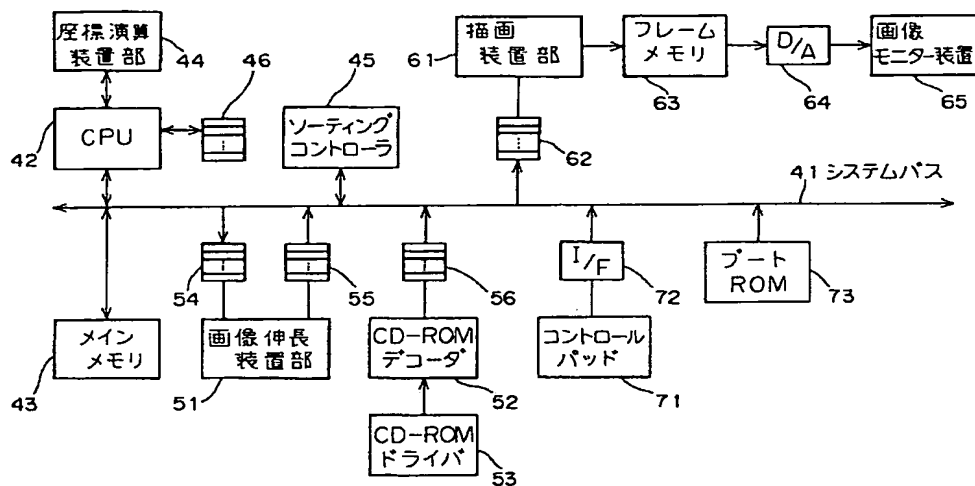 座標演算
装置部
44
46
42
CPU
45
ソーティング
コントローラ
61
描画
装置部
フレーム
メモリ
63
D/A
64
画像
モニター装置
65
62
41 システムバス
54
55
56
I/F
72
ブート
ROM
73
メイン
メモリ
43
画像伸長
装置部
51
CD-ROM
デコーダ
52
コントロール
パッド
71
CD-ROM
ドライバ
53